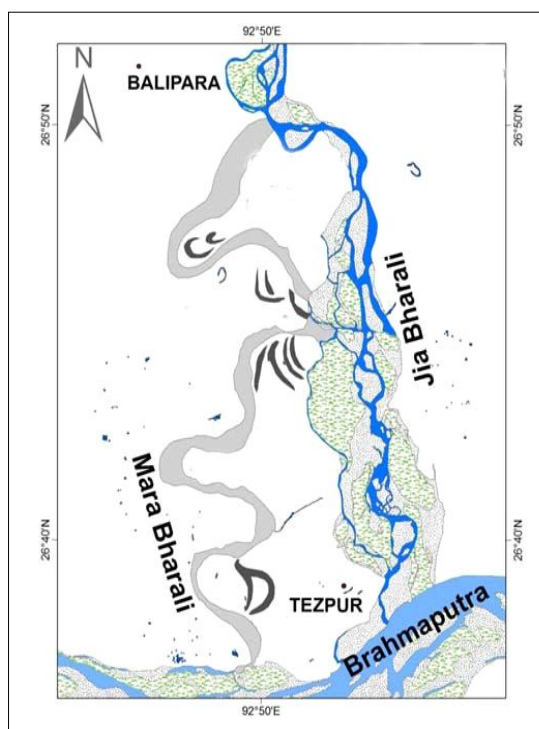 92°50'E
N
BALIPARA
26°50'N
26°50'N
Jia Bharali
Mara Bharali
26°40'N
26°40'N
TEZPUR
Brahmaputra
92°50'E